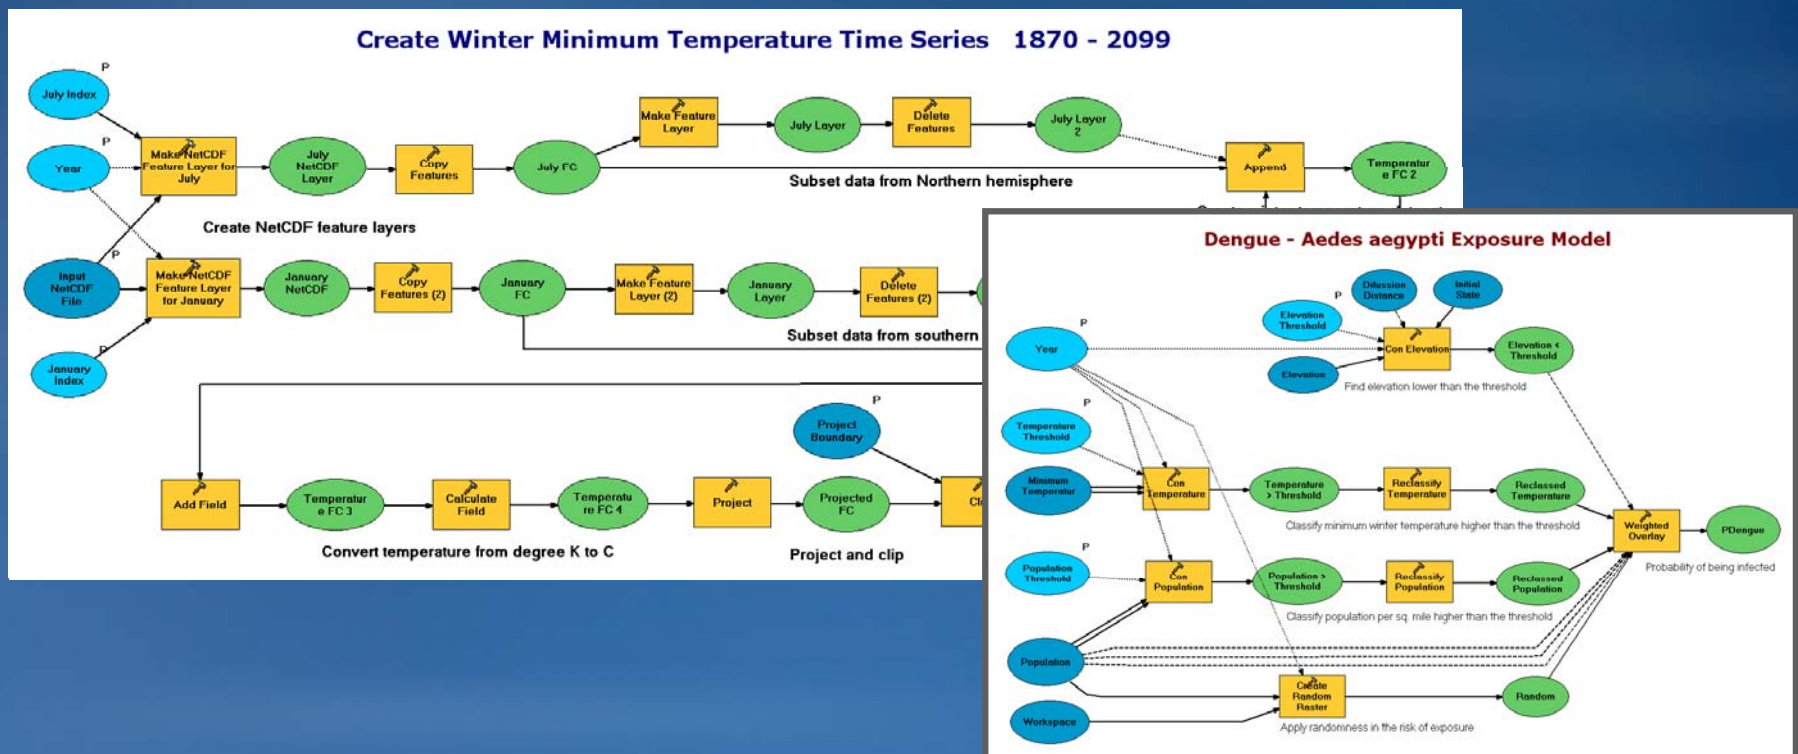 Create Winter Minimum Temperature Time Series 1870 - 2099
P
July Index
P
Year
Make NetCDF
Feature Layer for
July
July
NetCDF
Layer
Copy
Features
July FC
Make Feature
Layer
July Layer
Delete
Features
July Layer
2
Append
Temperatur
e FC 2
Subset data from Northern hemisphere
Create NetCDF feature layers
P
Input
NetCDF
File
Make NetCDF
Feature Layer
for January
January
NetCDF
Copy
Features (2)
January
FC
Make Feature
Layer (2)
January
Layer
Delete
Features (2)
Subset data from southern
P
January
Index
P
Project
Boundary
Add Field
Temperatur
e FC 3
Calculate
Field
Temperatu
re FC 4
Project
Projected
FC
Convert temperature from degree K to C
Project and clip
Dengue - Aedes aegypti Exposure Model
P
Year
P
Elevation
Threshold
Dilussion
Distance
Initial
State
Con Elevation
Elevation <
Threshold
Elevation
Find elevation lower than the threshold
P
Temperature
Threshold
Minimum
Temperatur
Con
Temperature
Temperature
> Threshold
Reclassify
Temperature
Reclassed
Temperature
Classify minimum winter temperature higher than the threshold
Weighted
Overlay
PDengue
Probability of being infected
P
Population
Threshold
Con
Population
Population >
Threshold
Reclassify
Population
Reclassed
Population
Classify population per sq. mile higher than the threshold
Population
Create
Random
Raster
Random
Workspace
Apply randomness in the risk of exposure